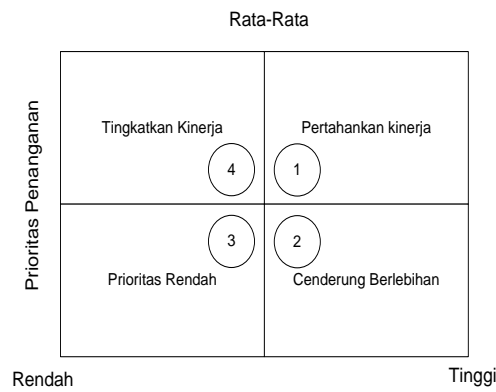 Rata-Rata
Prioritas Penanganan
Tingkatkan Kinerja
Pertahankan kinerja
4
1
3
2
Prioritas Rendah
Cenderung Berlebihan
Rendah
Tinggi